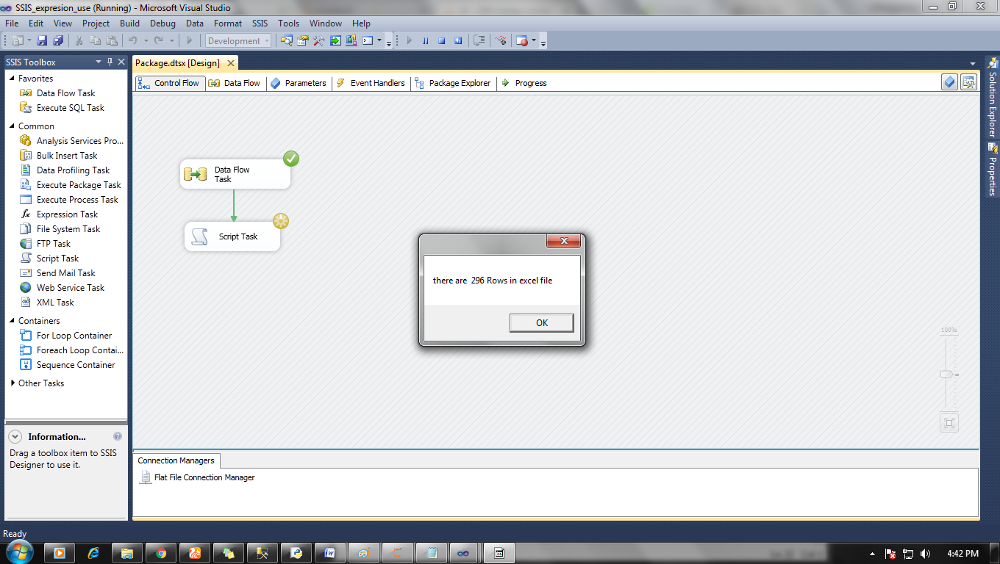 SSIS_expresion_use (Running) - Microsoft Visual Studio
File Edit View Project Build Debug Data Format SSIS Tools Window Help
Development
SSIS Toolbox
Favorites
Data Flow Task
Execute SQL Task
Common
Analysis Services Pro...
Bulk Insert Task
Data Profiling Task
Execute Package Task
Execute Process Task
Expression Task
File System Task
FTP Task
Script Task
Send Mail Task
Web Service Task
XML Task
Containers
For Loop Container
Foreach Loop Contai...
Sequence Container
Other Tasks
Information...
Drag a toolbox item to SSIS
Designer to use it.
Package.dtsx [Design]
Control Flow Data Flow Parameters Event Handlers Package Explorer Progress
Data Flow
Task
Script Task
there are 296 Rows in excel file
OK
100%
Connection Managers
Flat File Connection Manager
Solution Explorer
Properties
Ready
4:42 PM